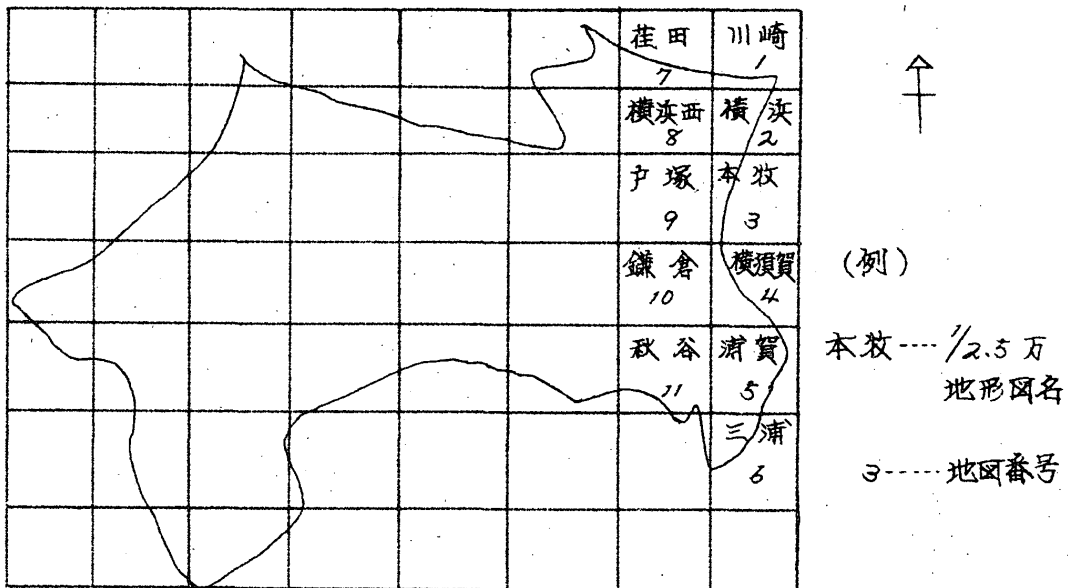 荏田 川崎
7 1
横浜西 横浜
8 2
戸塚 本牧
9 3
鎌倉 横須賀
10 4
秋谷 浦賀
11 5
三浦
6
(例)
本牧‥‥1/2.5万
地形図名
3‥‥‥地図番号